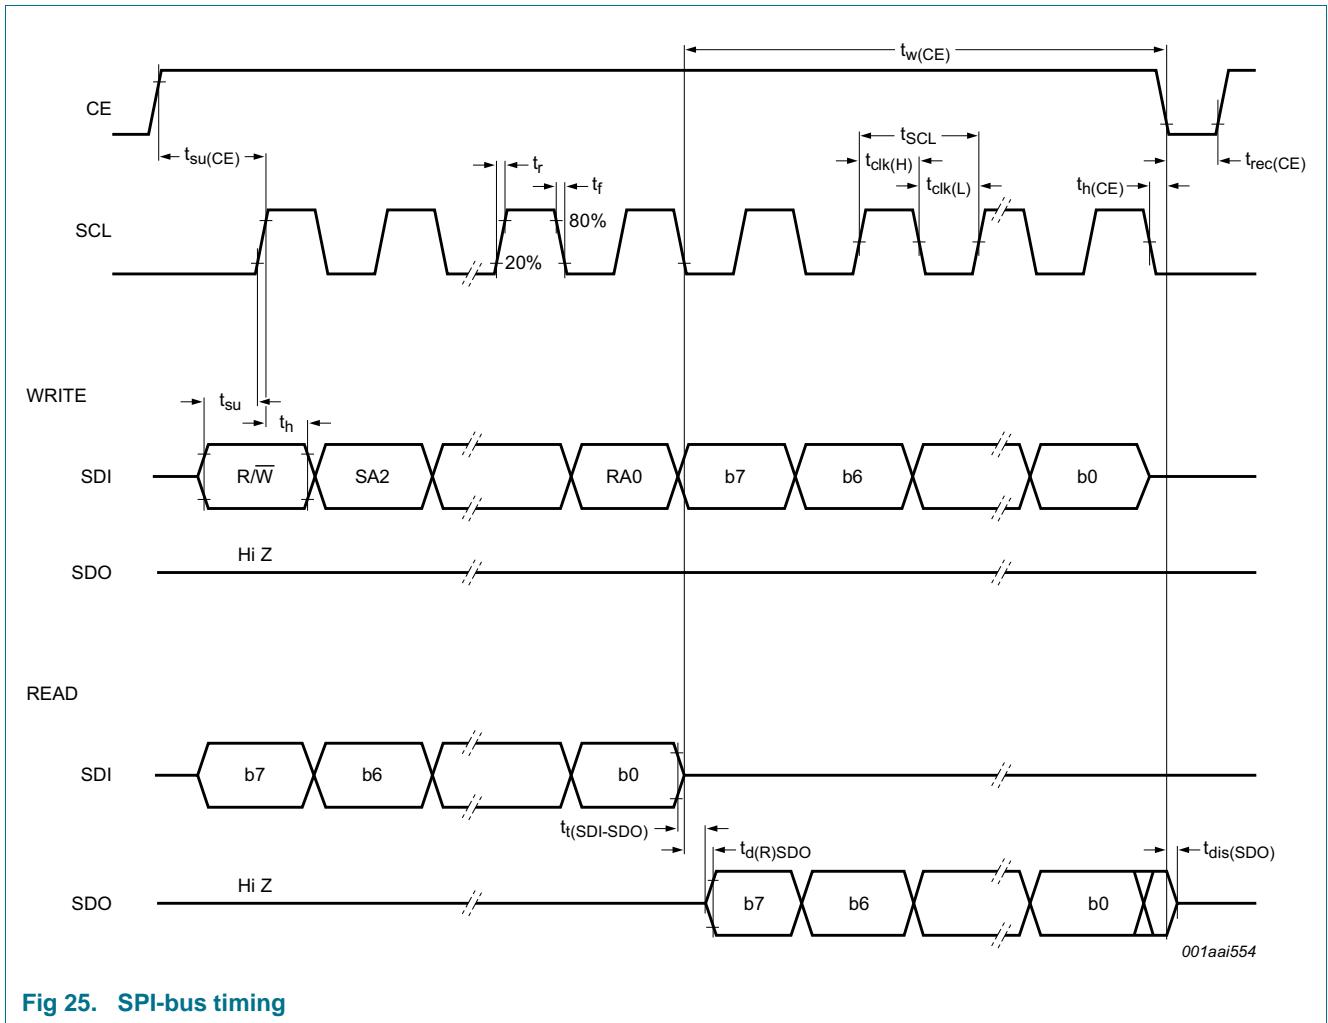 tw(CE)
CE
tSCL
tsu(CE)
tr
tclk(H)
trec(CE)
tf
tclk(L)
th(CE)
80%
SCL
20%
WRITE
tsu
th
SDI R/W̅ SA2 RA0 b7 b6 b0
Hi Z
SDO
READ
SDI b7 b6 b0
tt(SDI-SDO)
td(R)SDO
tdis(SDO)
Hi Z
SDO b7 b6 b0
001aai554
Fig 25. SPI-bus timing